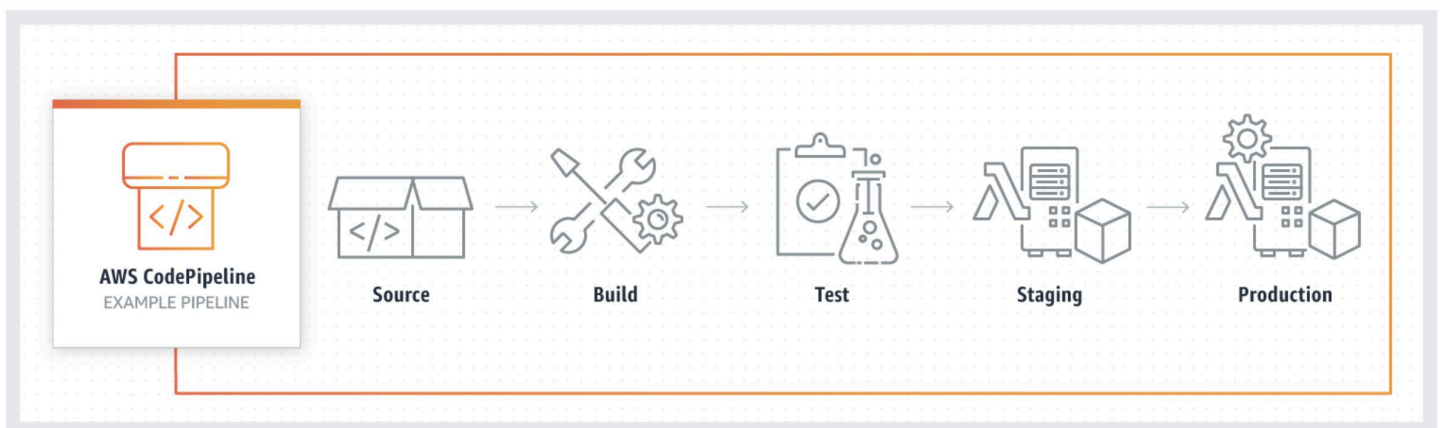 </>
AWS CodePipeline
EXAMPLE PIPELINE
</>
Source
Build
Test
Staging
Production